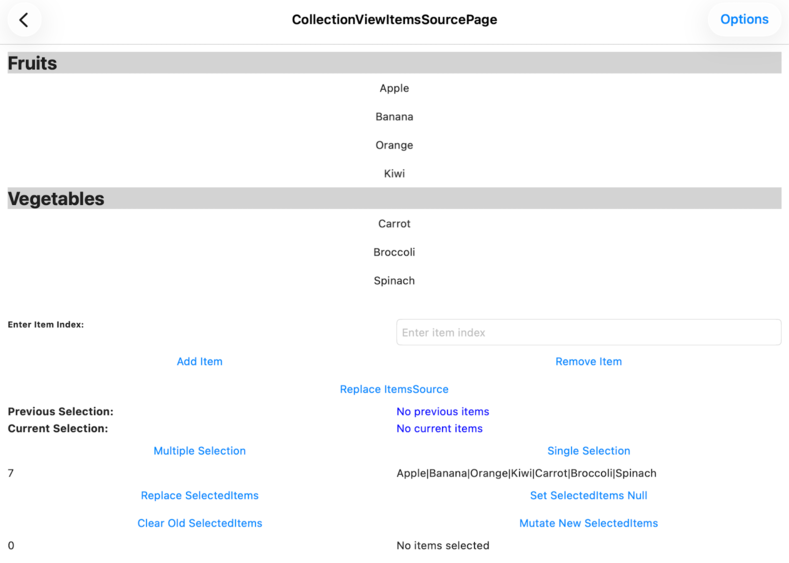 CollectionViewItemsSourcePage
Options
Fruits
Apple
Banana
Orange
Kiwi
Vegetables
Carrot
Broccoli
Spinach
Enter Item Index:
Enter item index
Add Item
Remove Item
Replace ItemsSource
Previous Selection:
No previous items
Current Selection:
No current items
Multiple Selection
Single Selection
7
Apple|Banana|Orange|Kiwi|Carrot|Broccoli|Spinach
Replace SelectedItems
Set SelectedItems Null
Clear Old SelectedItems
Mutate New SelectedItems
0
No items selected